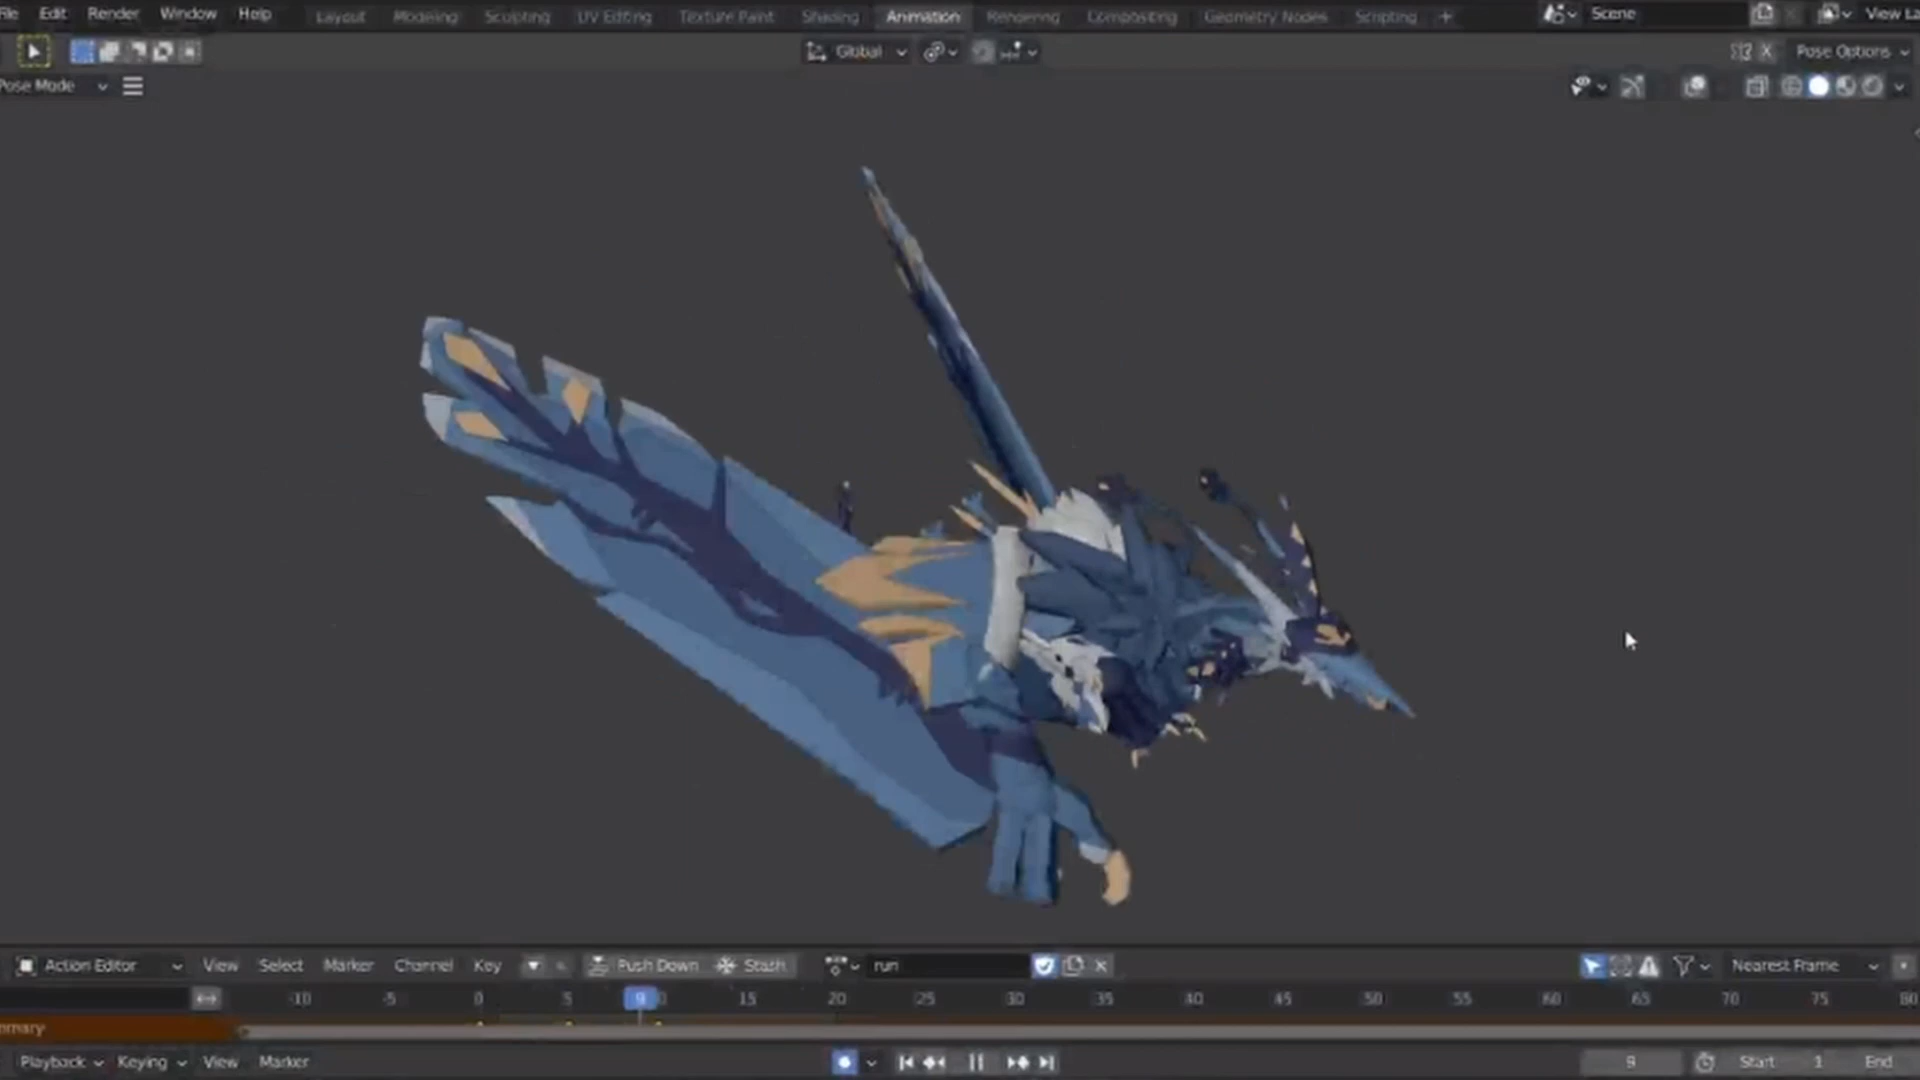 File Edit Render Window Help Layout Modeling Sculpting UV Editing Texture Paint Shading Animation Rendering Compositing Geometry Nodes Scripting + Scene View La
Global Pose Options
Pose Mode
Action Editor View Select Marker Channel Key Push Down Stash run Nearest Frame
-10 -5 0 5 9 15 20 25 30 35 40 45 50 55 60 65 70 75 80
mmary
Playback Keying View Marker 9 Start 1 End